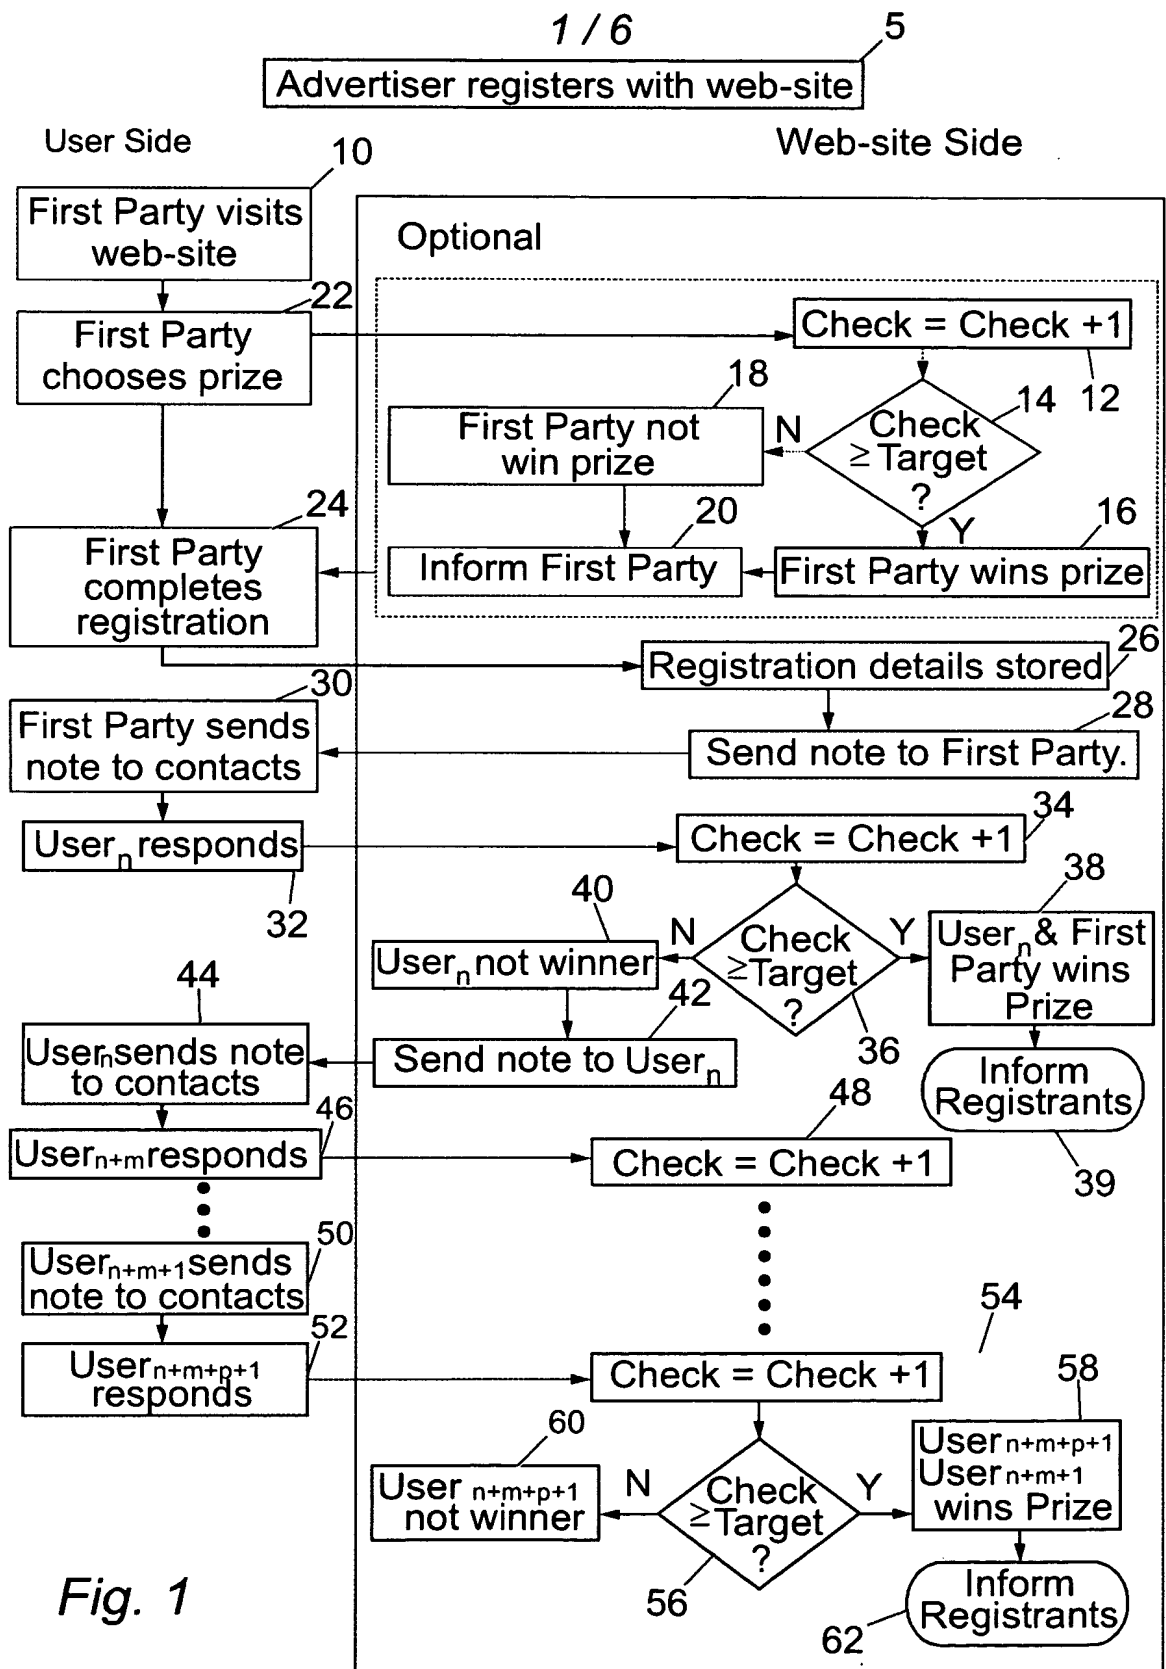 1 / 6
5
Advertiser registers with web-site
User Side
Web-site Side
10
First Party visits
web-site
Optional
22
First Party
chooses prize
Check = Check +1
12
14
Check
≥ Target
?
N
Y
18
First Party not
win prize
16
First Party wins prize
20
Inform First Party
24
First Party
completes
registration
26
Registration details stored
28
Send note to First Party.
30
First Party sends
note to contacts
Userₙ responds
32
34
Check = Check +1
36
Check
≥Target
?
N
Y
38
Userₙ & First
Party wins
Prize
Inform
Registrants
39
40
Userₙ not winner
42
Send note to Userₙ
44
Userₙ sends note
to contacts
46
Userₙ₊ₘ responds
48
Check = Check +1
50
Userₙ₊ₘ₊₁ sends
note to contacts
52
Userₙ₊ₘ₊ₚ₊₁
responds
54
Check = Check +1
56
Check
≥Target
?
N
Y
58
User ₙ₊ₘ₊ₚ₊₁
User ₙ₊ₘ₊₁
wins Prize
60
User ₙ₊ₘ₊ₚ₊₁
not winner
62
Inform
Registrants
Fig. 1